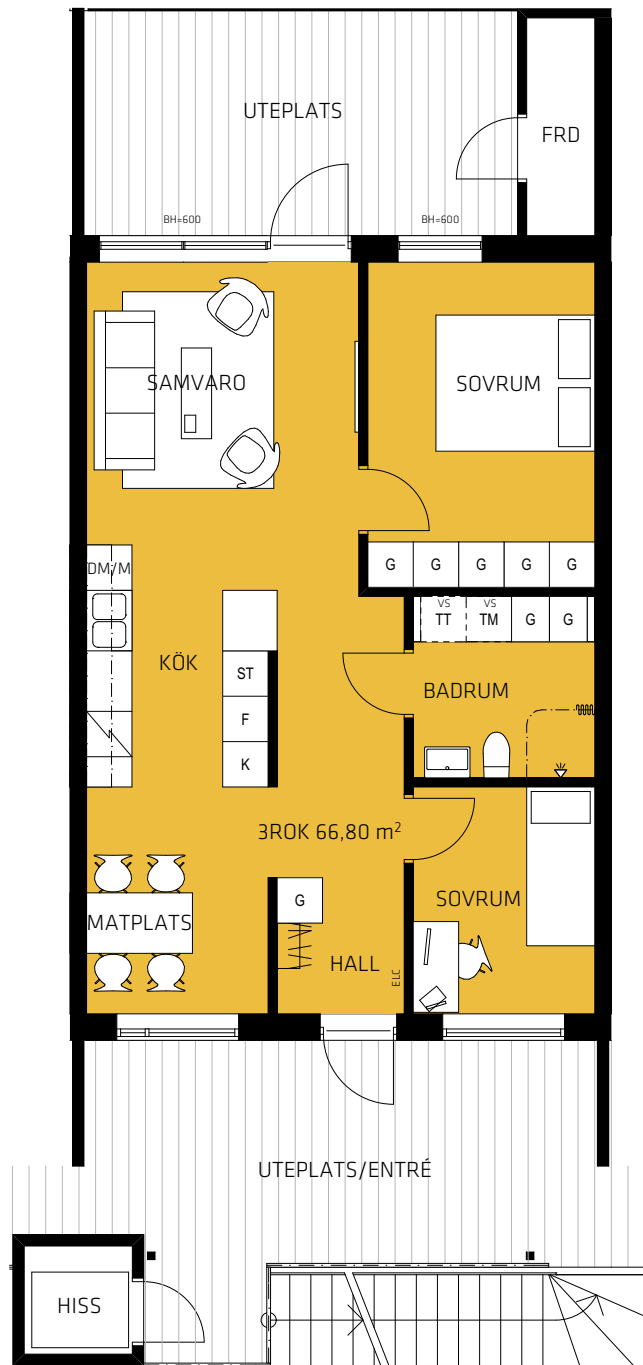 UTEPLATS
FRD
BH=600
BH=600
SAMVARO
SOVRUM
DM/M
G G G G G
VS VS
TT TM G G
KÖK
ST
BADRUM
F
K
3ROK 66,80 m²
G
SOVRUM
MATPLATS
HALL
ELC
UTEPLATS/ENTRÉ
HISS